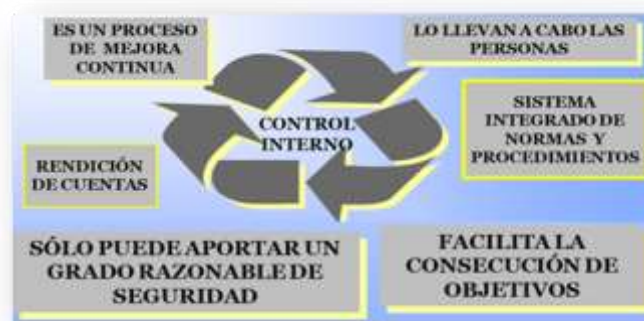 ES UN PROCESO
DE MEJORA
CONTINUA
LO LLEVAN A CABO LAS
PERSONAS
CONTROL
INTERNO
SISTEMA
INTEGRADO DE
NORMAS Y
PROCEDIMIENTOS
RENDICIÓN
DE CUENTAS
SÓLO PUEDE APORTAR UN
GRADO RAZONABLE DE
SEGURIDAD
FACILITA LA
CONSECUCIÓN DE
OBJETIVOS